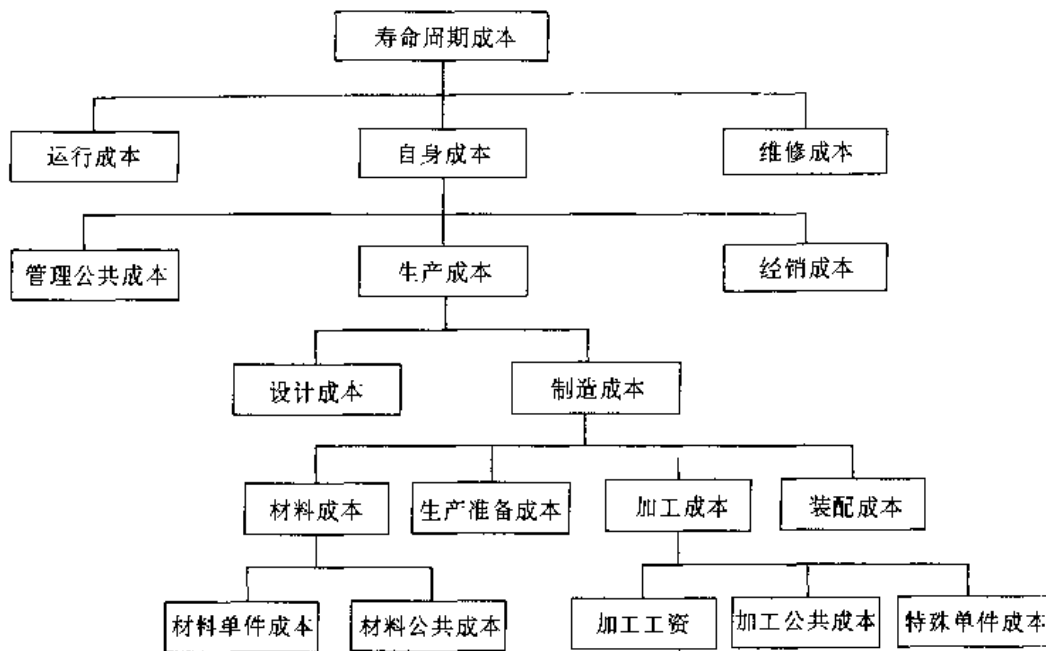 寿命周期成本
运行成本
自身成本
维修成本
管理公共成本
生产成本
经销成本
设计成本
制造成本
材料成本
生产准备成本
加工成本
装配成本
材料单件成本
材料公共成本
加工工资
加工公共成本
特殊单件成本